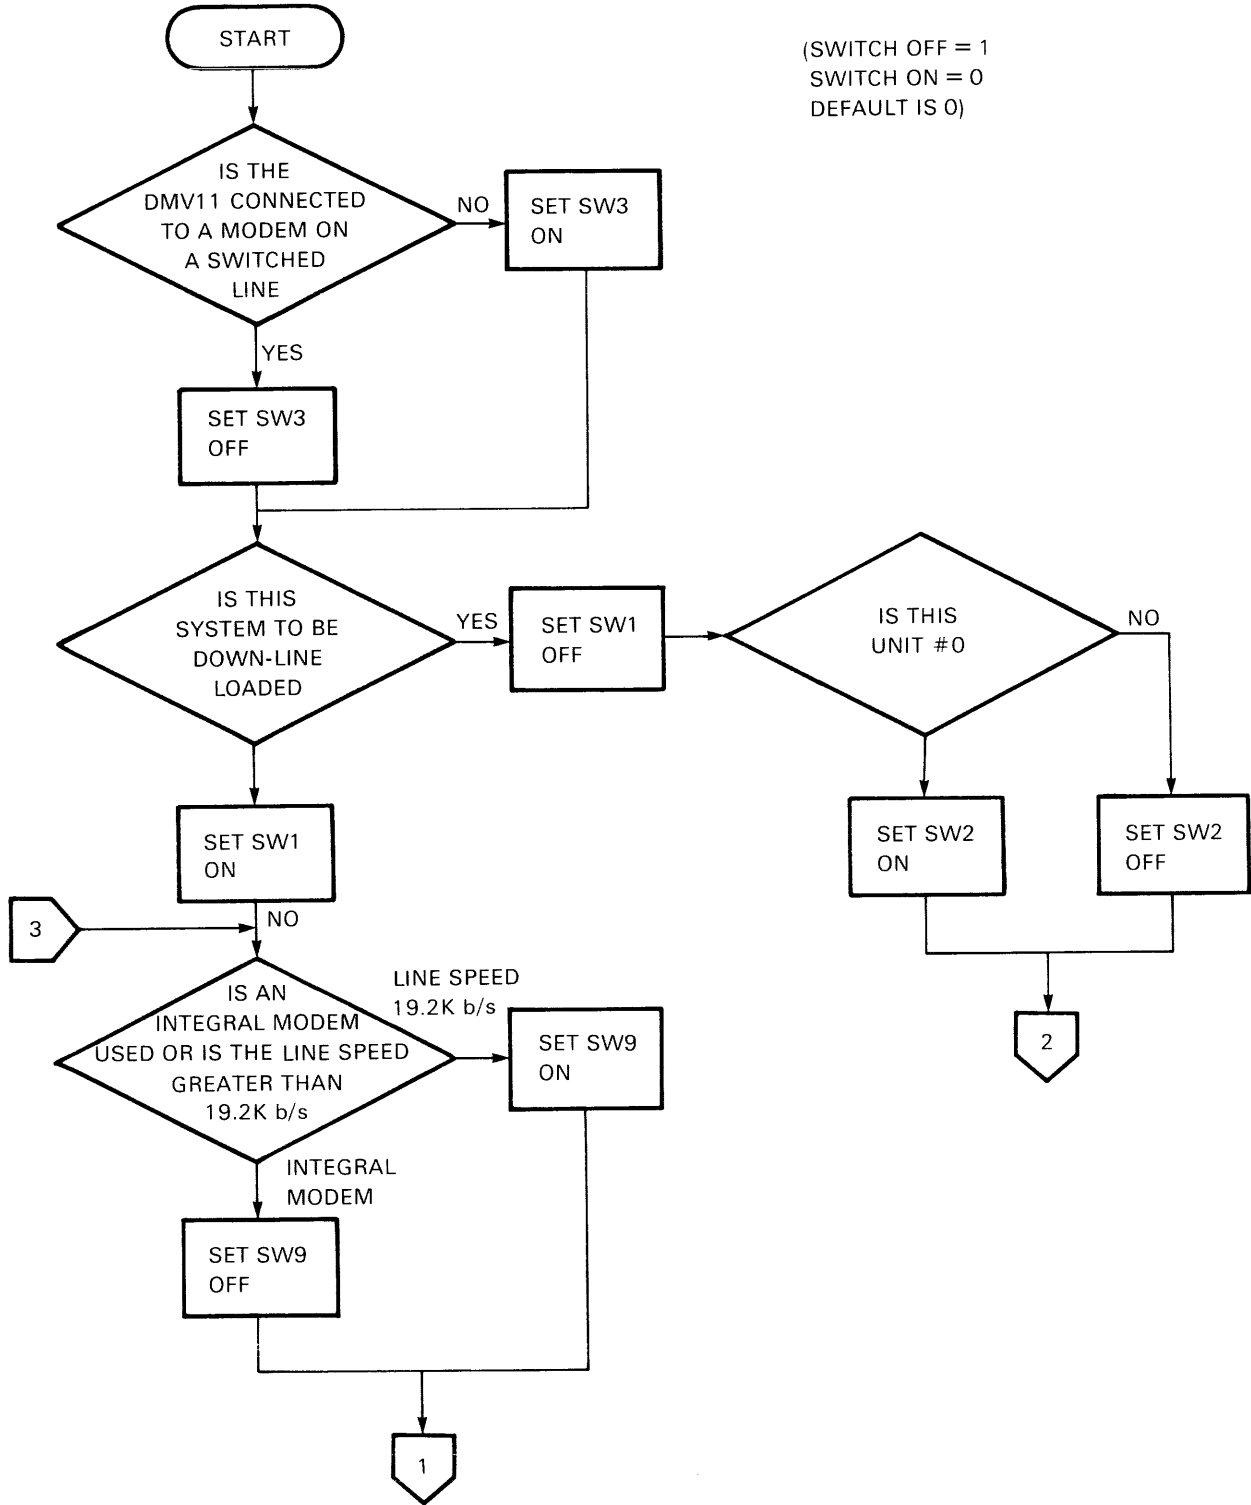 START
(SWITCH OFF = 1
SWITCH ON = 0
DEFAULT IS 0)
IS THE
DMV11 CONNECTED
TO A MODEM ON
A SWITCHED
LINE
NO
SET SW3
ON
YES
SET SW3
OFF
IS THIS
SYSTEM TO BE
DOWN-LINE
LOADED
YES
SET SW1
OFF
IS THIS
UNIT #0
NO
SET SW2
ON
SET SW2
OFF
2
SET SW1
ON
NO
3
IS AN
INTEGRAL MODEM
USED OR IS THE LINE SPEED
GREATER THAN
19.2K b/s
LINE SPEED
19.2K b/s
SET SW9
ON
INTEGRAL
MODEM
SET SW9
OFF
1